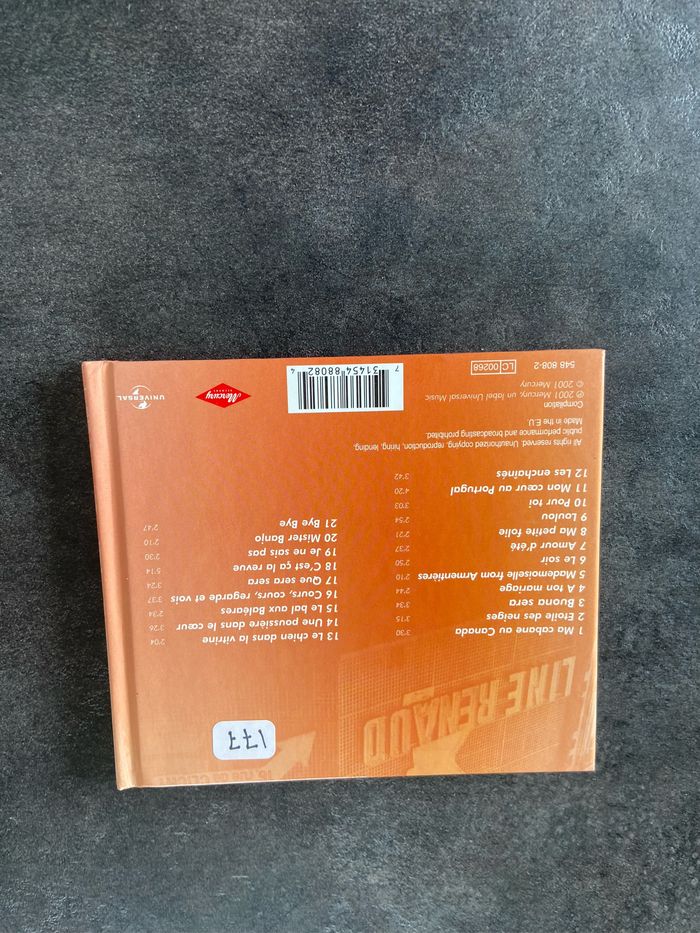 177
LINE RENAUD
1 Ma cabane au Canada 3:30
2 Etoile des neiges 3:15
3 Buona sera 3:34
4 A ton mariage 2:44
5 Mademoiselle from Armentières 2:10
6 Le soir 2:50
7 Amour d'été 2:37
8 Ma petite folie 2:21
9 Loulou 2:54
10 Pour toi 3:03
11 Mon cœur au Portugal 4:20
12 Les enchaînés 3:42
13 Le chien dans la vitrine 2:04
14 Une poussière dans le cœur 3:26
15 Le bal aux Baléares 2:34
16 Cours, cours, regarde et vois 3:37
17 Que sera sera 3:24
18 C'est ça la revue 5:14
19 Je ne sais pas 2:30
20 Mister Banjo 2:10
21 Bye Bye 2:47
All rights reserved. Unauthorized copying, reproduction, hiring, lending,
public performance and broadcasting prohibited.
Made in the E.U.
Compilation
℗ 2001 Mercury, un label Universal Music
© 2001 Mercury
548 808-2
LC 00268
7 31454 88082 4
Mercury
UNIVERSAL